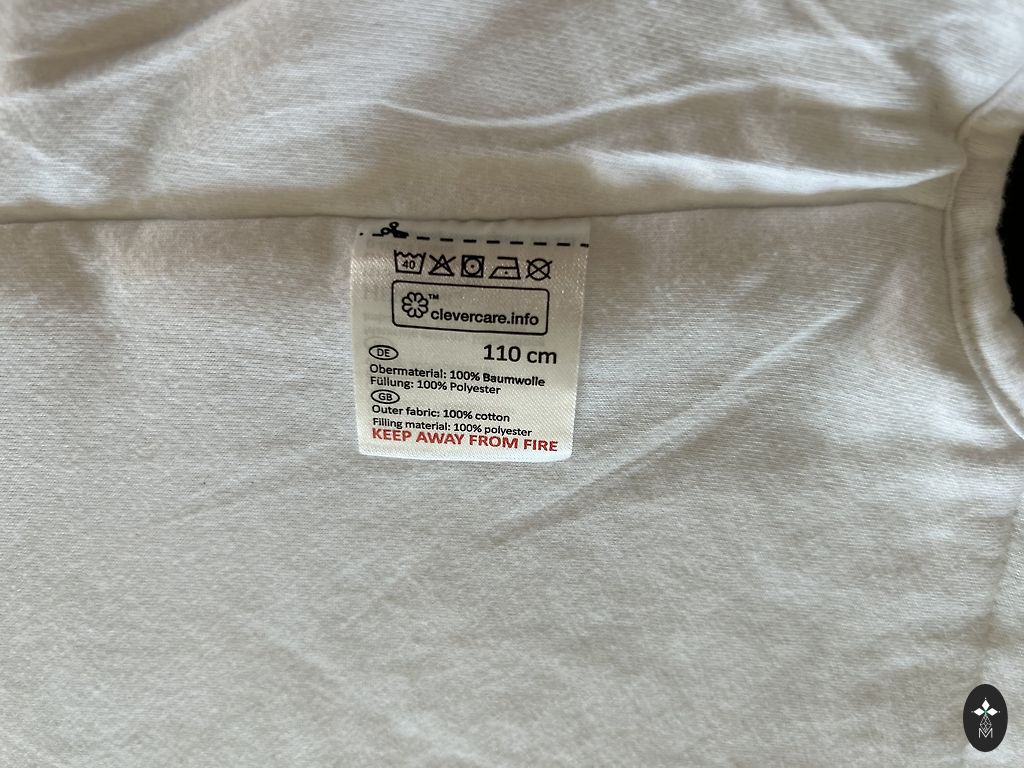 40
TM
clevercare.info
110 cm
DE
Obermaterial: 100% Baumwolle
Füllung: 100% Polyester
GB
Outer fabric: 100% cotton
Filling material: 100% polyester
KEEP AWAY FROM FIRE
M